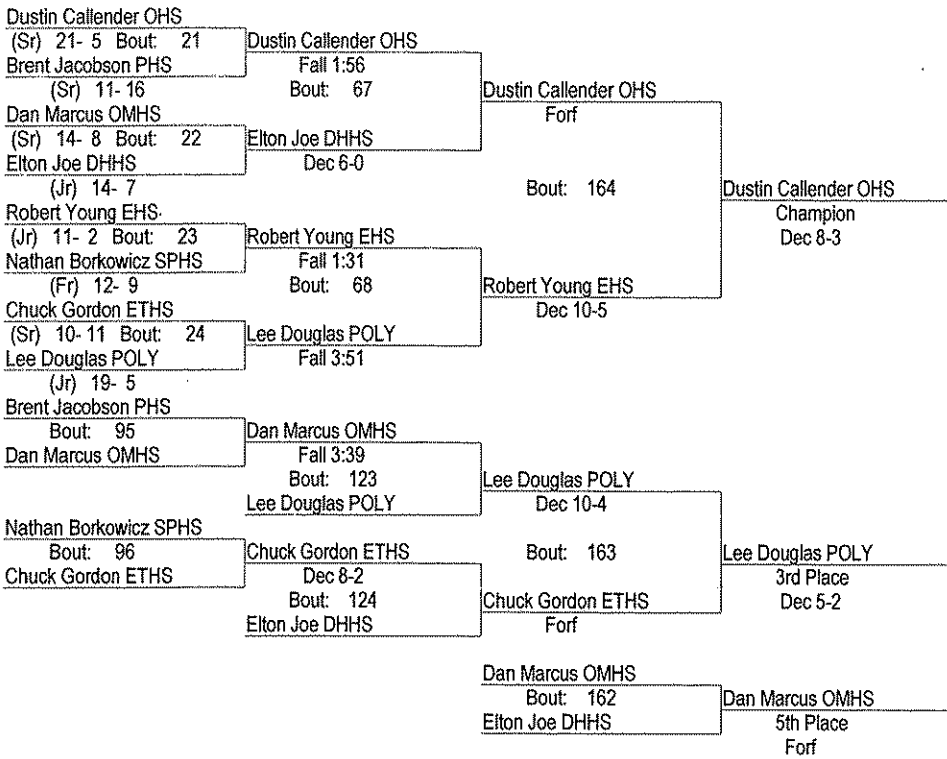 Dustin Callender OHS
(Sr) 21- 5 Bout: 21
Brent Jacobson PHS
(Sr) 11- 16
Dan Marcus OMHS
(Sr) 14- 8 Bout: 22
Elton Joe DHHS
(Jr) 14- 7
Robert Young EHS
(Jr) 11- 2 Bout: 23
Nathan Borkowicz SPHS
(Fr) 12- 9
Chuck Gordon ETHS
(Sr) 10- 11 Bout: 24
Lee Douglas POLY
(Jr) 19- 5
Dustin Callender OHS
Fall 1:56
Bout: 67
Elton Joe DHHS
Dec 6-0
Robert Young EHS
Fall 1:31
Bout: 68
Lee Douglas POLY
Fall 3:51
Dustin Callender OHS
Forf
Bout: 164
Robert Young EHS
Dec 10-5
Dustin Callender OHS
Champion
Dec 8-3
Brent Jacobson PHS
Bout: 95
Dan Marcus OMHS
Nathan Borkowicz SPHS
Bout: 96
Chuck Gordon ETHS
Dan Marcus OMHS
Fall 3:39
Bout: 123
Lee Douglas POLY
Chuck Gordon ETHS
Dec 8-2
Bout: 124
Elton Joe DHHS
Lee Douglas POLY
Dec 10-4
Bout: 163
Chuck Gordon ETHS
Forf
Lee Douglas POLY
3rd Place
Dec 5-2
Dan Marcus OMHS
Bout: 162
Elton Joe DHHS
Dan Marcus OMHS
5th Place
Forf